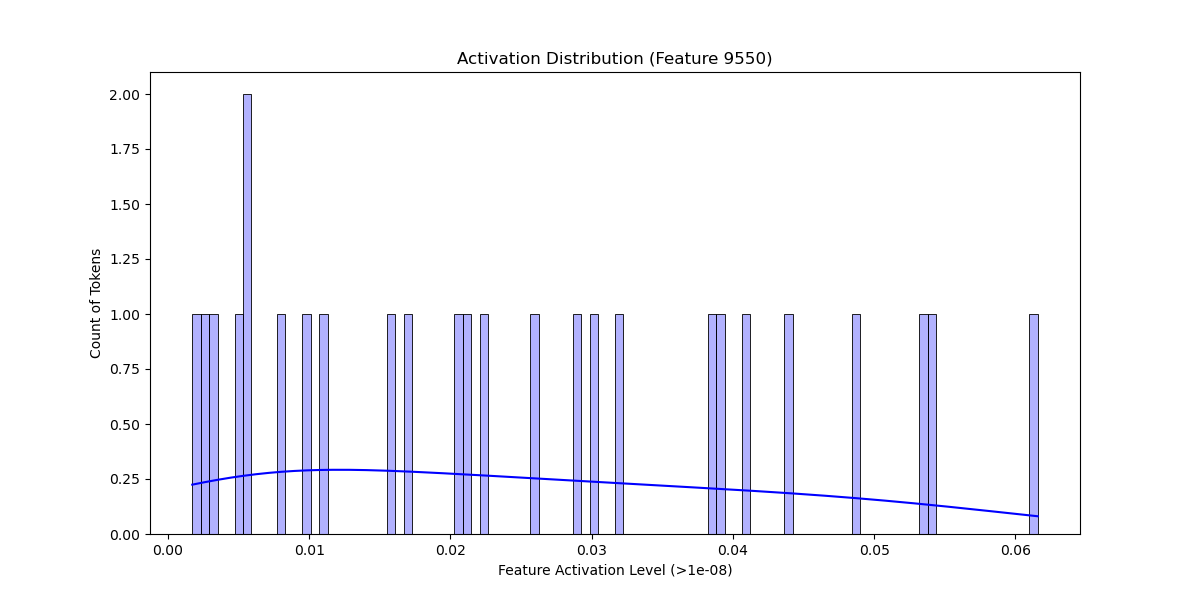 Activation Distribution (Feature 9550)
Count of Tokens
2.00
1.75
1.50
1.25
1.00
0.75
0.50
0.25
0.00
0.00 0.01 0.02 0.03 0.04 0.05 0.06
Feature Activation Level (>1e-08)